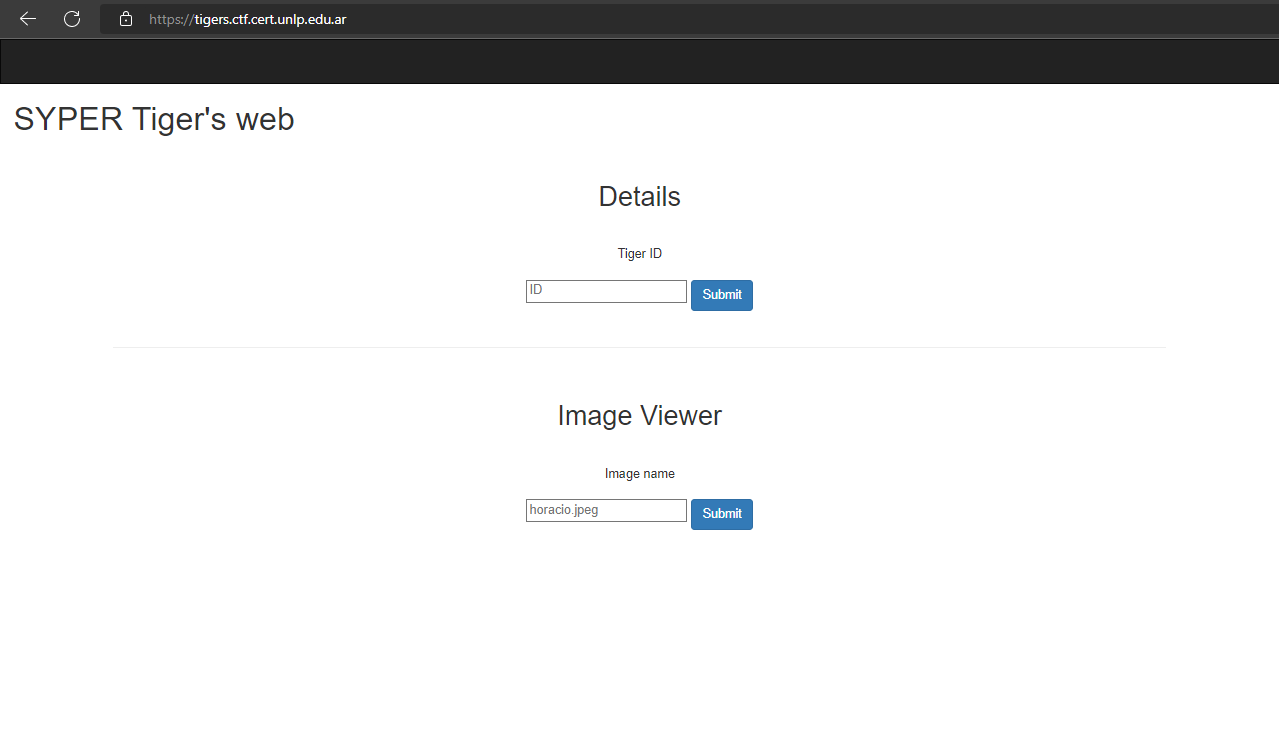 https://tigers.ctf.cert.unlp.edu.ar
SYPER Tiger's web
Details
Tiger ID
ID Submit
Image Viewer
Image name
horacio.jpeg Submit